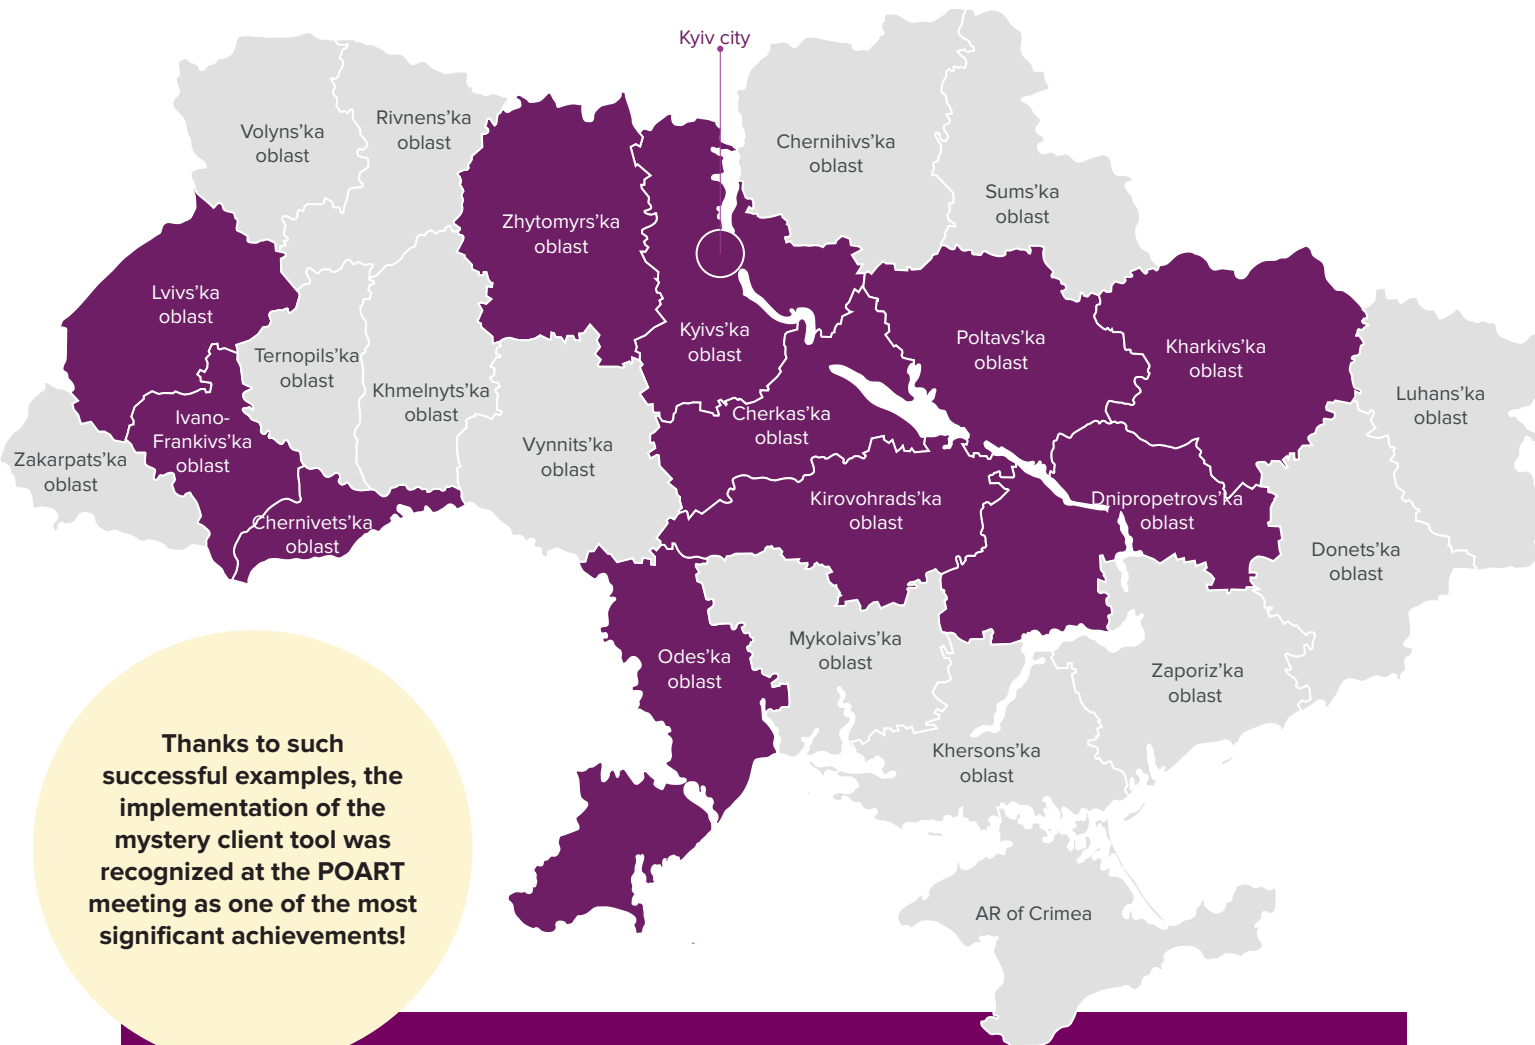 Kyiv city
Volyns’ka
oblast
Rivnens’ka
oblast
Chernihivs’ka
oblast
Sums’ka
oblast
Zhytomyrs’ka
oblast
Lvivs’ka
oblast
Ternopils’ka
oblast
Khmelnyts’ka
oblast
Kyivs’ka
oblast
Poltavs’ka
oblast
Kharkivs’ka
oblast
Luhans’ka
oblast
Ivano-
Frankivs’ka
oblast
Zakarpats’ka
oblast
Vynnits’ka
oblast
Cherkas’ka
oblast
Chernivets’ka
oblast
Kirovohrads’ka
oblast
Dnipropetrovs’ka
oblast
Donets’ka
oblast
Odes’ka
oblast
Mykolaivs’ka
oblast
Zaporiz’ka
oblast
Khersons’ka
oblast
AR of Crimea
Thanks to such
successful examples, the
implementation of the
mystery client tool was
recognized at the POART
meeting as one of the most
significant achievements!